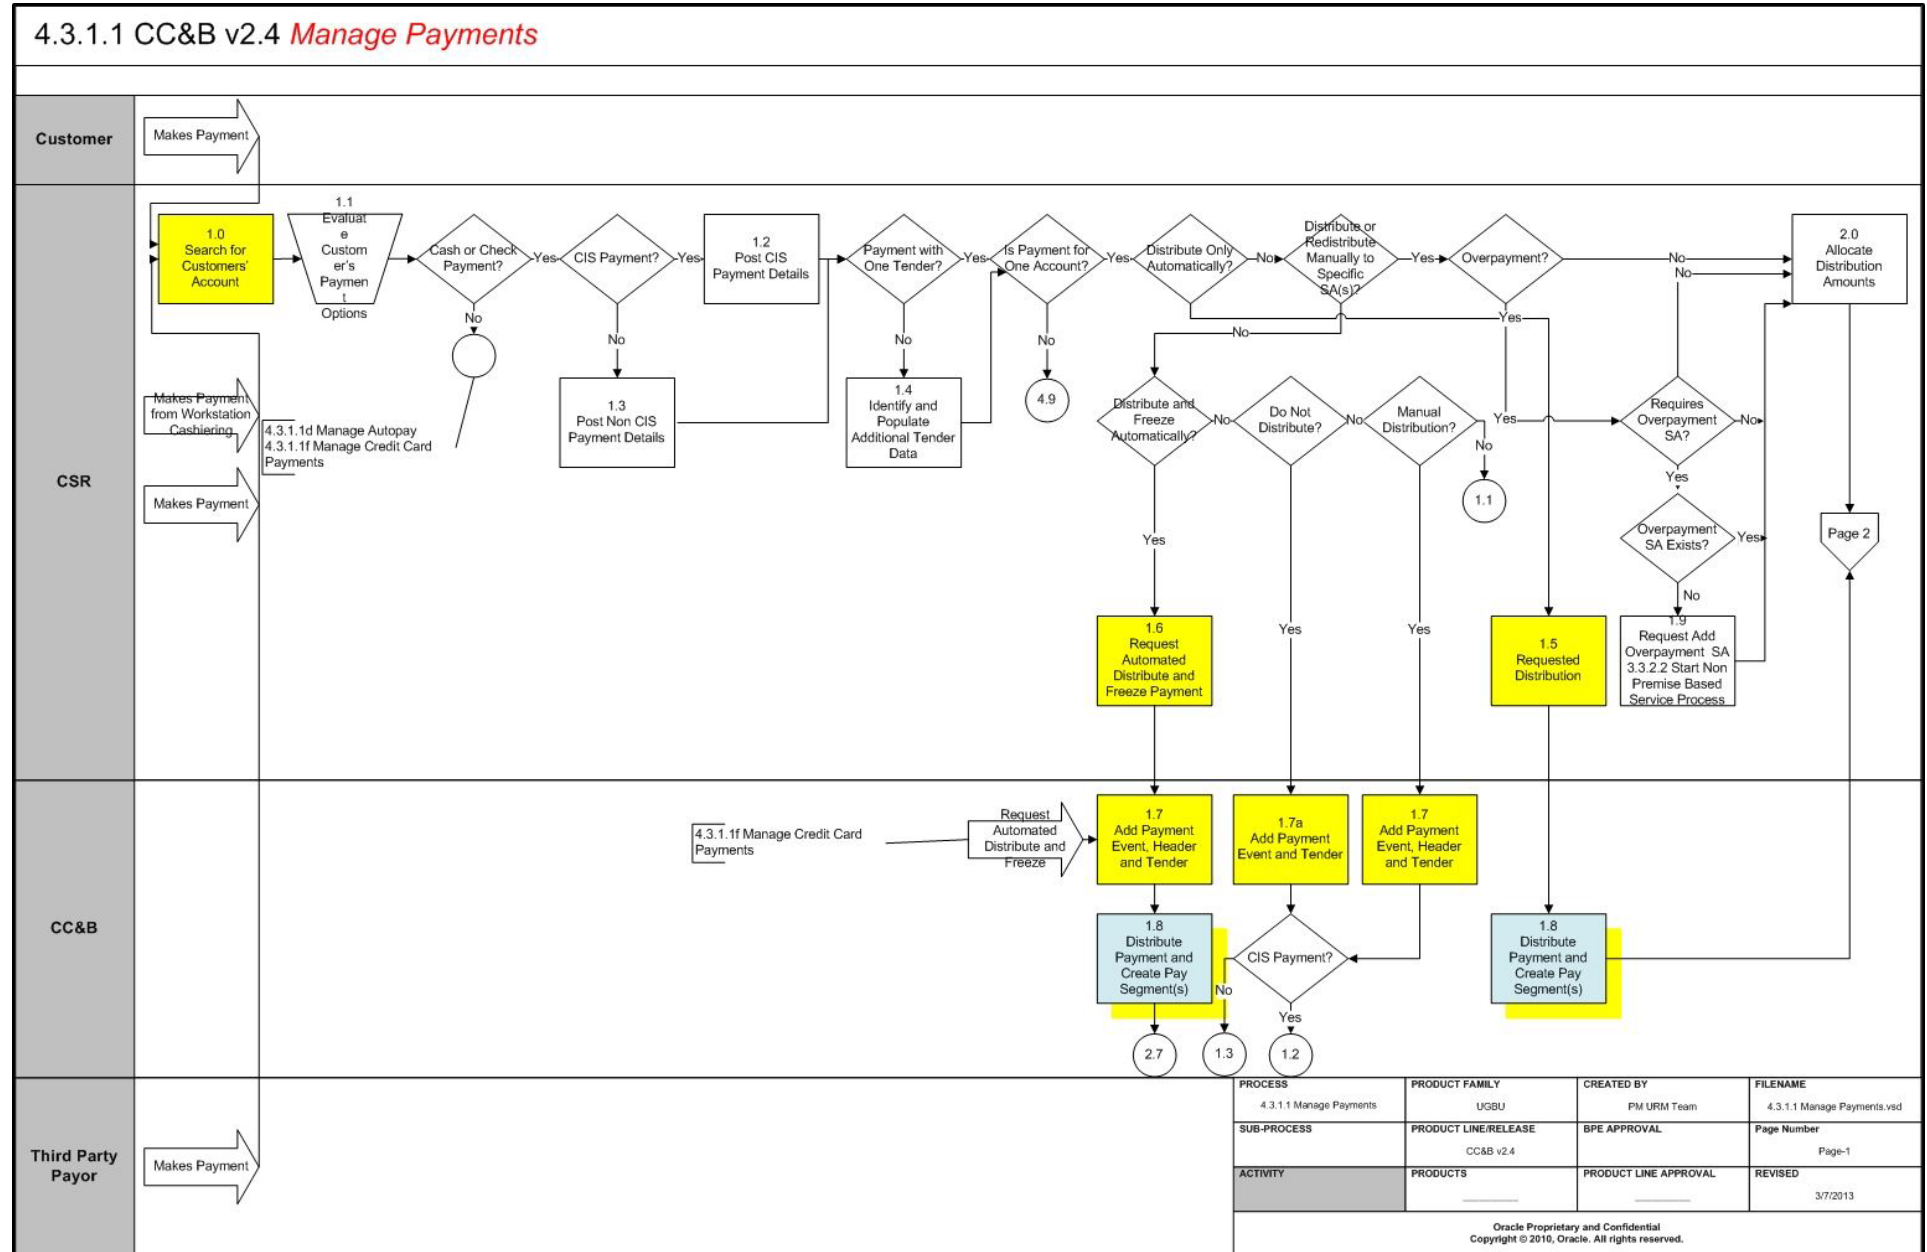 4.3.1.1 CC&B v2.4 Manage Payments
Customer
Makes Payment
CSR
1.0
Search for
Customers'
Account
1.1
Evaluat
e
Custom
er's
Paymen
t
Options
Cash or Check
Payment?
Yes
No
CIS Payment?
Yes
No
1.2
Post CIS
Payment Details
1.3
Post Non CIS
Payment Details
Payment with
One Tender?
Yes
No
1.4
Identify and
Populate
Additional Tender
Data
Is Payment for
One Account?
Yes
No
4.9
Distribute Only
Automatically?
No
Yes
Distribute or
Redistribute
Manually to
Specific
SA(s)?
Yes
No
Overpayment?
No
No
Yes
2.0
Allocate
Distribution
Amounts
Makes Payment
from Workstation
Cashiering
4.3.1.1d Manage Autopay
4.3.1.1f Manage Credit Card
Payments
Makes Payment
Distribute and
Freeze
Automatically?
No
Yes
Do Not
Distribute?
No
Yes
Manual
Distribution?
No
Yes
1.1
Requires
Overpayment
SA?
No
Yes
Overpayment
SA Exists?
Yes
No
Page 2
1.6
Request
Automated
Distribute and
Freeze Payment
1.5
Requested
Distribution
1.9
Request Add
Overpayment SA
3.3.2.2 Start Non
Premise Based
Service Process
CC&B
4.3.1.1f Manage Credit Card
Payments
Request
Automated
Distribute and
Freeze
1.7
Add Payment
Event, Header
and Tender
1.7a
Add Payment
Event and Tender
1.7
Add Payment
Event, Header
and Tender
1.8
Distribute
Payment and
Create Pay
Segment(s)
CIS Payment?
No
Yes
1.8
Distribute
Payment and
Create Pay
Segment(s)
2.7
1.3
1.2
Third Party
Payor
Makes Payment
PROCESS
4.3.1.1 Manage Payments
PRODUCT FAMILY
UGBU
CREATED BY
PM URM Team
FILENAME
4.3.1.1 Manage Payments.vsd
SUB-PROCESS
PRODUCT LINE/RELEASE
CC&B v2.4
BPE APPROVAL
Page Number
Page-1
ACTIVITY
PRODUCTS
PRODUCT LINE APPROVAL
REVISED
3/7/2013
Oracle Proprietary and Confidential
Copyright © 2010, Oracle. All rights reserved.